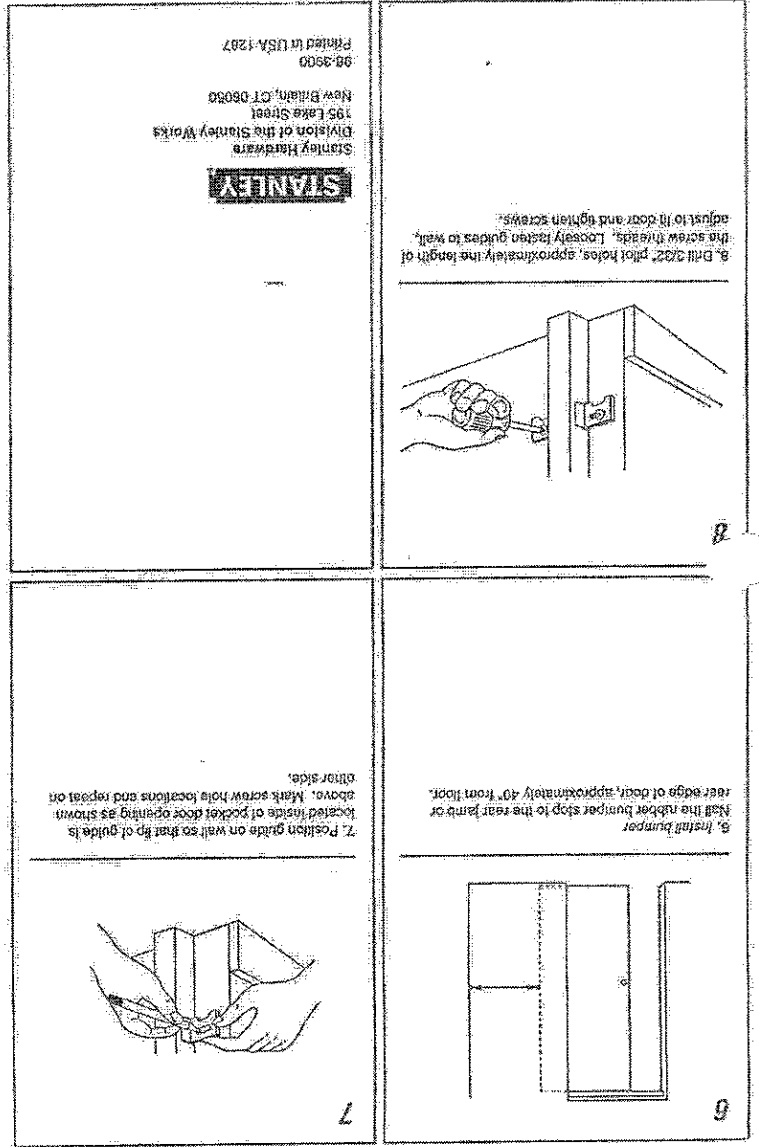 6
6. Install bumper
Nail the rubber bumper stop to the rear jamb or
rear edge of door, approximately 40" from floor.
7
7. Position guide on wall so that lip of guide is
located inside of pocket door opening as shown
above. Mark screw hole locations and repeat on
other side.
8
8. Drill 3/32" pilot holes, approximately the length of
the screw threads. Loosely fasten guides to wall,
adjust to fit door and tighten screws.
STANLEY
Stanley Hardware
Division of the Stanley Works
195 Lake Street
New Britain, CT 06050
98-3900
Printed in USA 1287